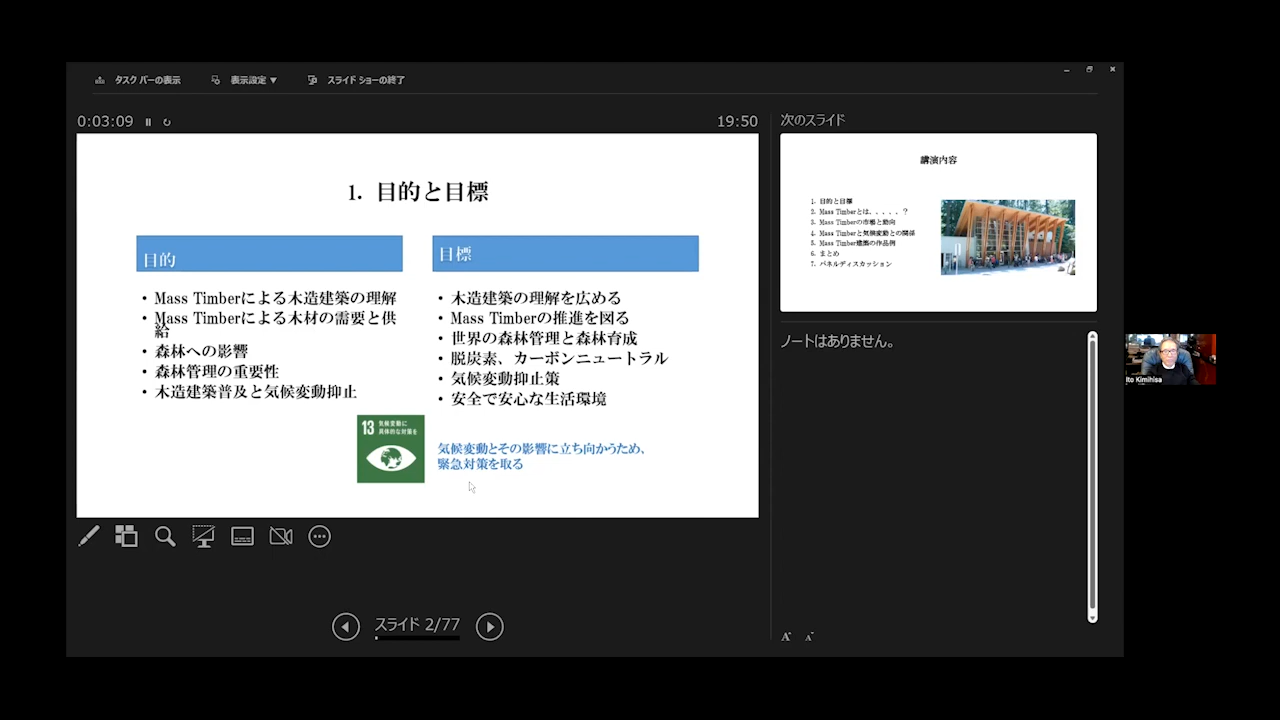 タスク バーの表示
表示設定 ▼
スライド ショーの終了
0:03:09
19:50
1. 目的と目標
目的
・ Mass Timberによる木造建築の理解
・ Mass Timberによる木材の需要と供
給
・ 森林への影響
・ 森林管理の重要性
・ 木造建築普及と気候変動抑止
目標
・ 木造建築の理解を広める
・ Mass Timberの推進を図る
・ 世界の森林管理と森林育成
・ 脱炭素、カーボンニュートラル
・ 気候変動抑止策
・ 安全で安心な生活環境
13 気候変動に
具体的な対策を
気候変動とその影響に立ち向かうため、
緊急対策を取る
スライド 2/77
次のスライド
講演内容
1. 目的と目標
2. Mass Timberとは．．．．．？
3. Mass Timberの市場と動向
4. Mass Timberと気候変動との関係
5. Mass Timber建築の作品例
6. まとめ
7. パネルディスカッション
ノートはありません。
Ito Kimihisa